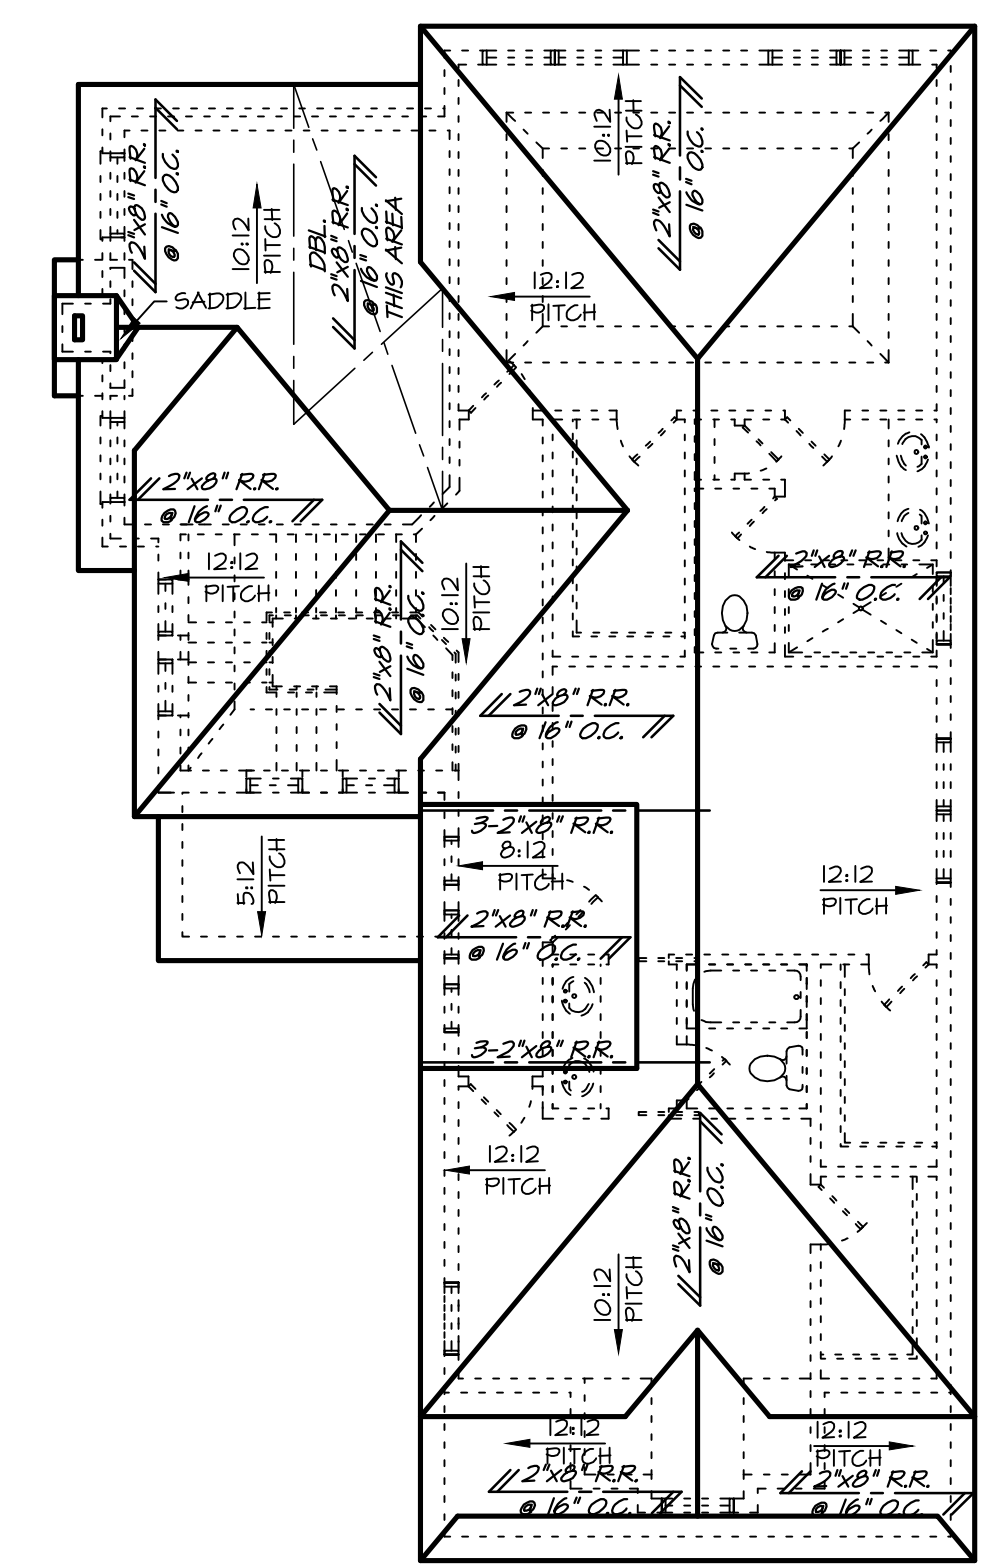 10:12
PITCH
2"x8" R.R.
@ 16" O.C.
2"x8" R.R.
@ 16" O.C.
10:12
PITCH
DBL.
2"x8" R.R.
@ 16" O.C.
THIS AREA
SADDLE
12:12
PITCH
2"x8" R.R.
@ 16" O.C.
12:12
PITCH
2"x8" R.R.
@ 16" O.C.
10:12
PITCH
2"x8" R.R.
@ 16" O.C.
2"x8" R.R.
@ 16" O.C.
3-2"x8" R.R.
8:12
PITCH
5:12
PITCH
12:12
PITCH
2"x8" R.R.
@ 16" O.C.
3-2"x8" R.R.
12:12
PITCH
2"x8" R.R.
@ 16" O.C.
10:12
PITCH
12:12
PITCH
2"x8" R.R.
@ 16" O.C.
12:12
PITCH
2"x8" R.R.
@ 16" O.C.